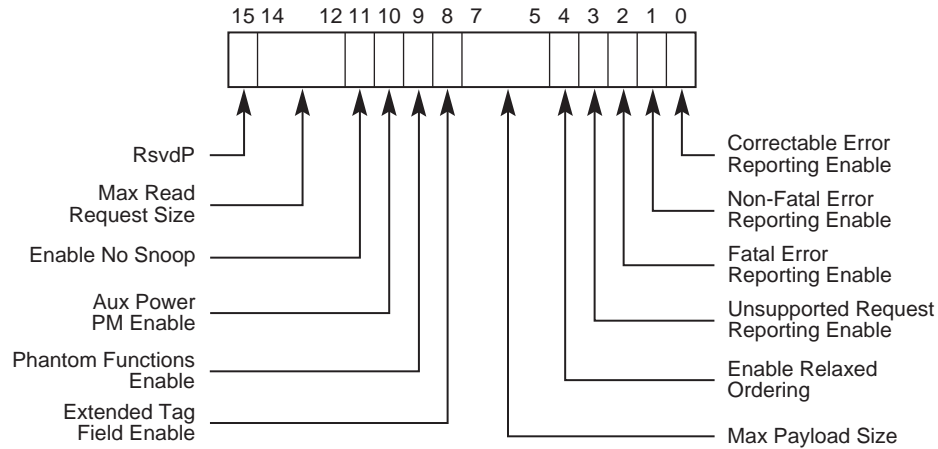 15 14 12 11 10 9 8 7 5 4 3 2 1 0
RsvdP
Max Read
Request Size
Enable No Snoop
Aux Power
PM Enable
Phantom Functions
Enable
Extended Tag
Field Enable
Correctable Error
Reporting Enable
Non-Fatal Error
Reporting Enable
Fatal Error
Reporting Enable
Unsupported Request
Reporting Enable
Enable Relaxed
Ordering
Max Payload Size